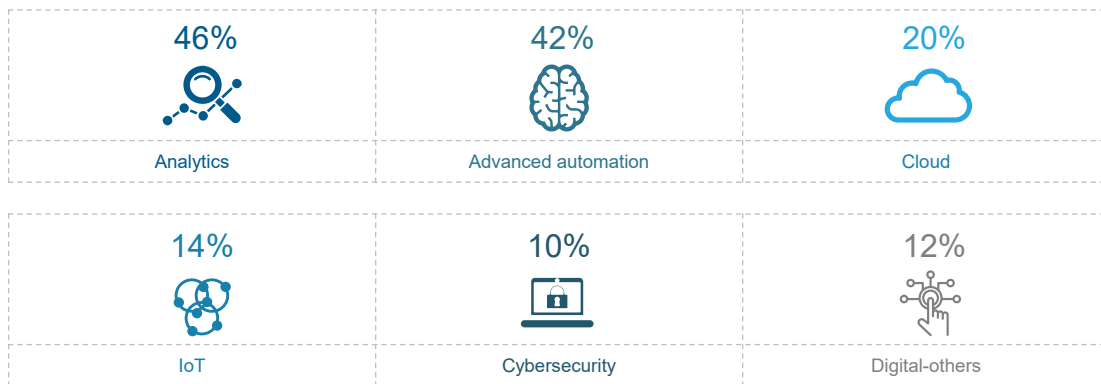 46%
42%
20%
Analytics
Advanced automation
Cloud
14%
10%
12%
IoT
Cybersecurity
Digital-others